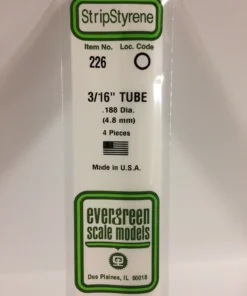 StripStyrene
Item No. Loc. Code
226 O
3/16" TUBE
.188 Dia.
(4.8 mm)
4 Pieces
Made in U.S.A.
evergreen
scale models
Des Plaines, IL 60018